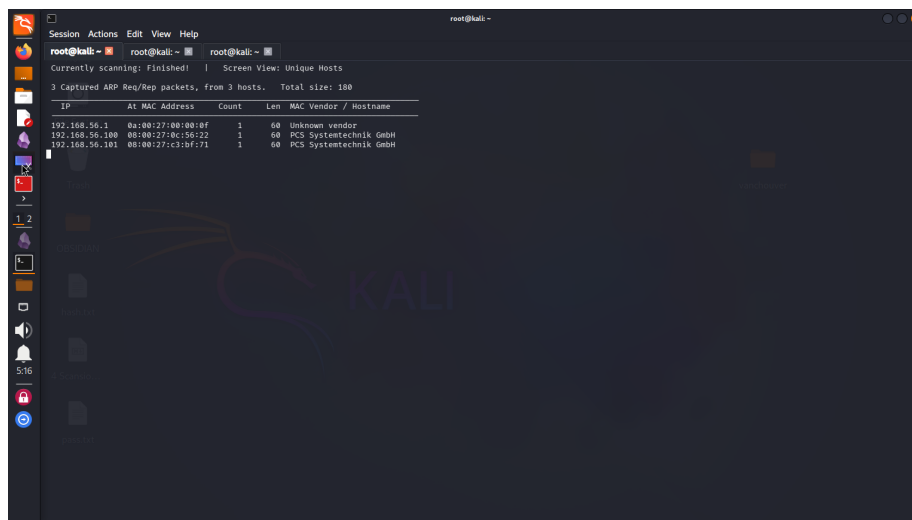 root@kali: ~
Session Actions Edit View Help
root@kali: ~ root@kali: ~ root@kali: ~
Currently scanning: Finished! | Screen View: Unique Hosts
3 Captured ARP Req/Rep packets, from 3 hosts. Total size: 180
IP At MAC Address Count Len MAC Vendor / Hostname
192.168.56.1 0a:00:27:00:00:0f 1 60 Unknown vendor
192.168.56.100 08:00:27:0c:56:22 1 60 PCS Systemtechnik GmbH
192.168.56.101 08:00:27:c3:bf:71 1 60 PCS Systemtechnik GmbH
1 2
KALI
5:16